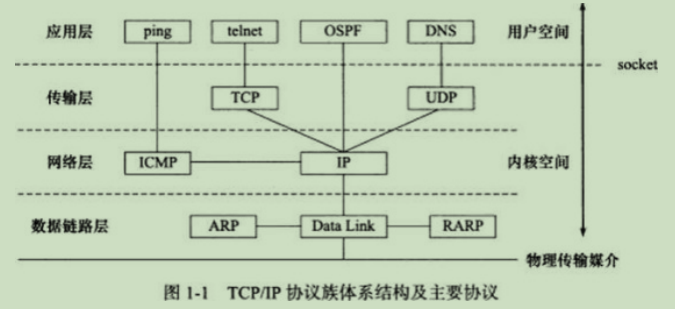 应用层 ping telnet OSPF DNS 用户空间
socket
传输层 TCP UDP
网络层 ICMP IP 内核空间
数据链路层 ARP Data Link RARP
物理传输媒介
图 1-1 TCP/IP 协议族体系结构及主要协议